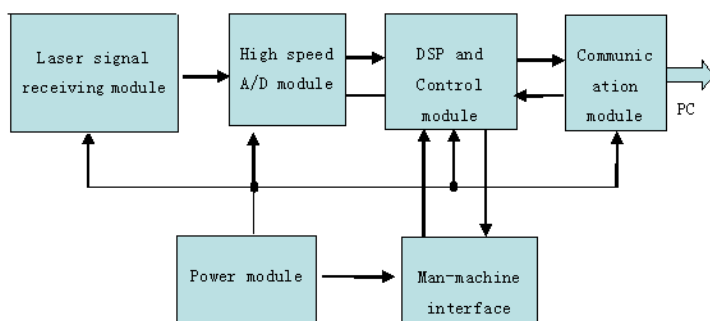 Laser signal
receiving module
High speed
A/D module
DSP and
Control
module
Communic
ation
module
PC
Power module
Man-machine
interface